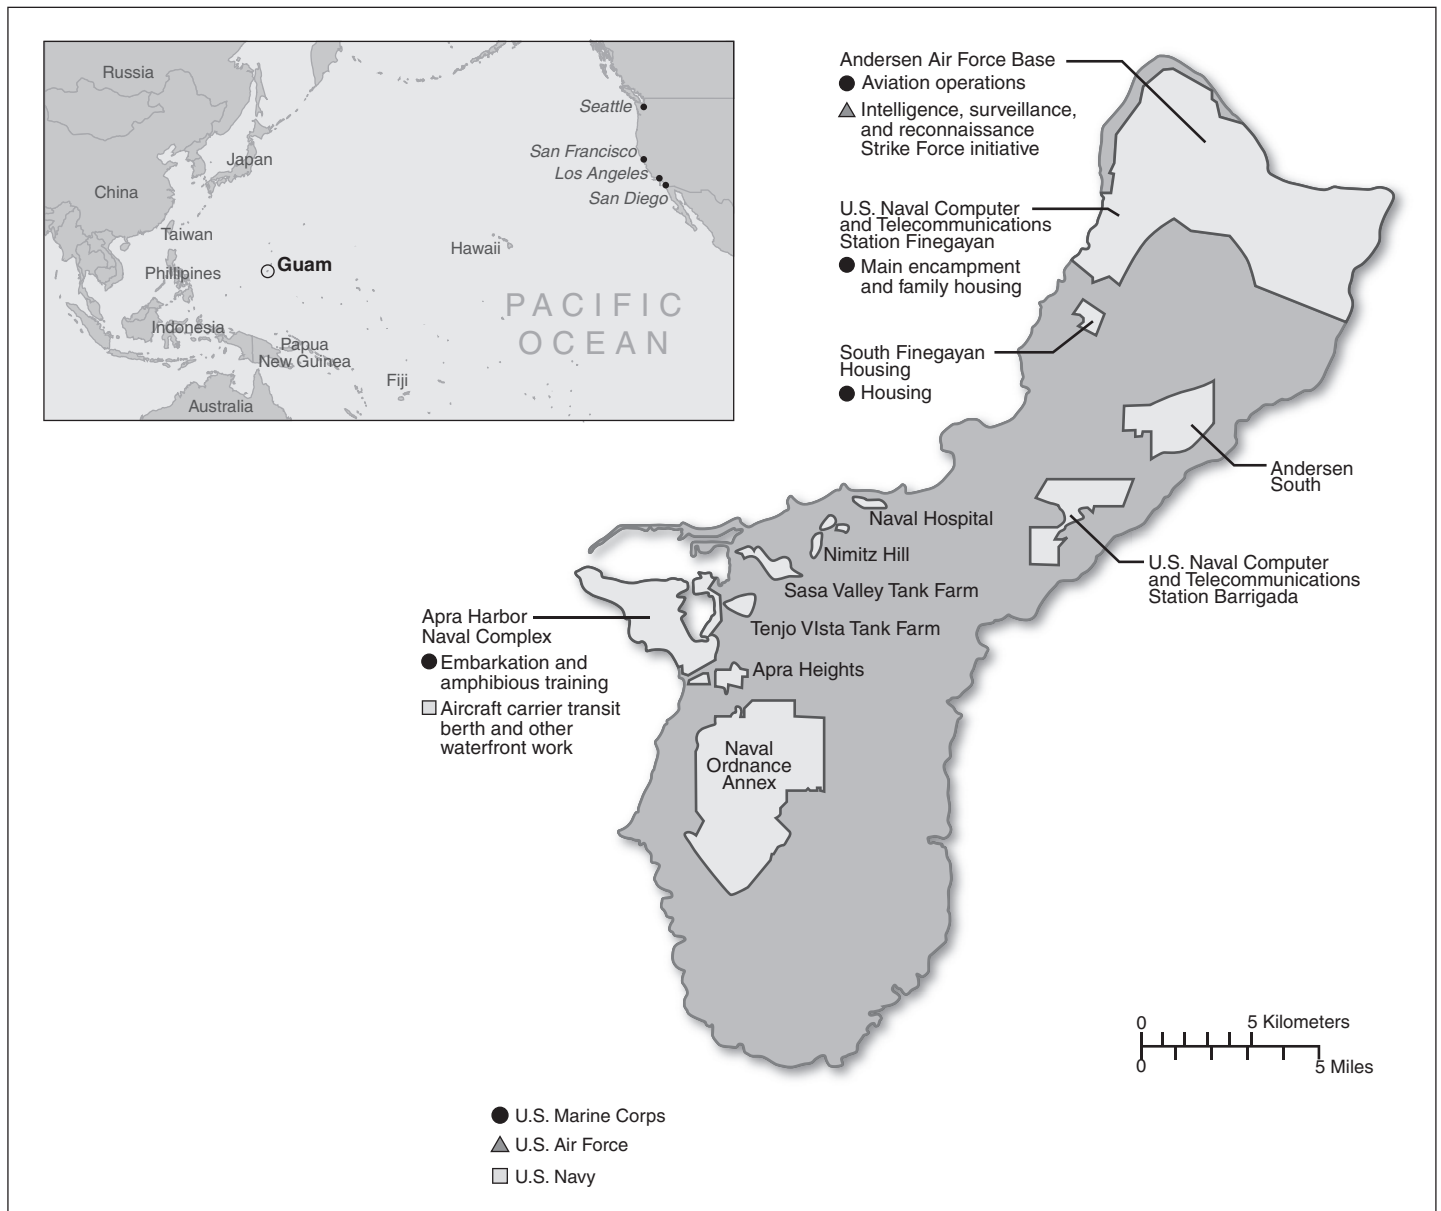 Russia
Japan
China
Taiwan
Phillipines
Indonesia
Papua
New Guinea
Australia
Fiji
Guam
Hawaii
PACIFIC
OCEAN
Seattle
San Francisco
Los Angeles
San Diego
Andersen Air Force Base
Aviation operations
Intelligence, surveillance,
and reconnaissance
Strike Force initiative
U.S. Naval Computer
and Telecommunications
Station Finegayan
Main encampment
and family housing
South Finegayan
Housing
Housing
Andersen
South
U.S. Naval Computer
and Telecommunications
Station Barrigada
Naval Hospital
Nimitz Hill
Sasa Valley Tank Farm
Tenjo VIsta Tank Farm
Apra Heights
Apra Harbor
Naval Complex
Embarkation and
amphibious training
Aircraft carrier transit
berth and other
waterfront work
Naval
Ordnance
Annex
0 5 Kilometers
0 5 Miles
U.S. Marine Corps
U.S. Air Force
U.S. Navy